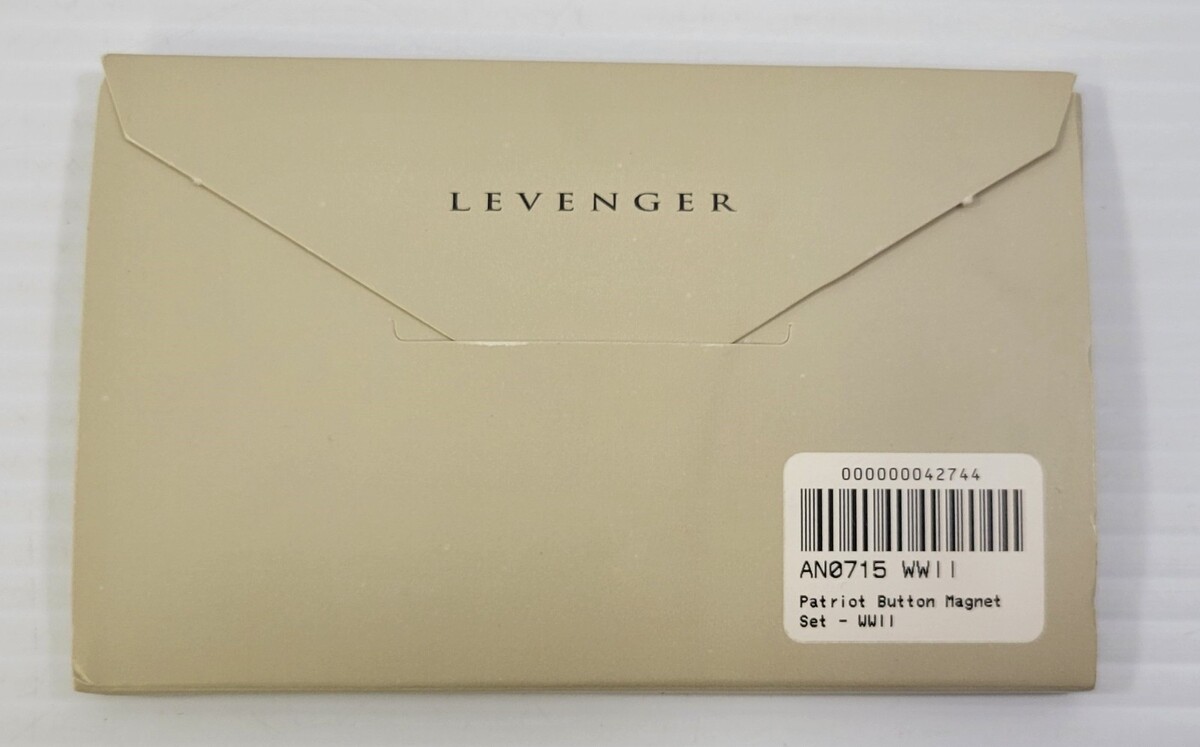 LEVENGER
000000042744
AN0715 WWII
Patriot Button Magnet
Set - WWII